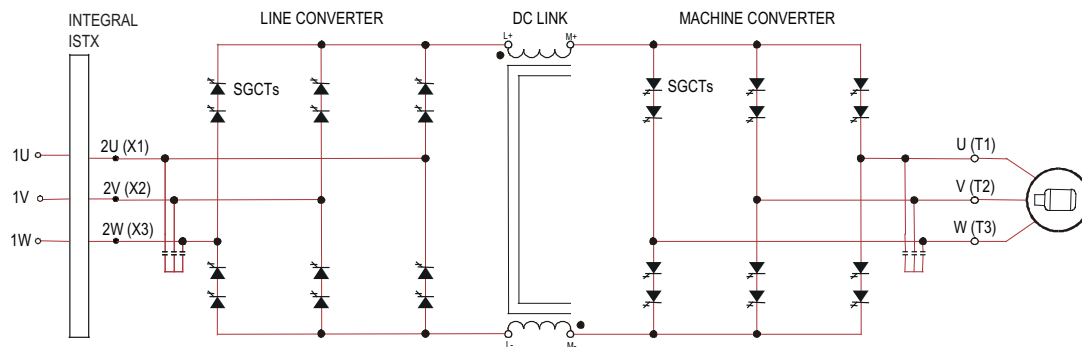 INTEGRAL
ISTX
LINE CONVERTER
DC LINK
MACHINE CONVERTER
L+
M+
SGCTs
SGCTs
1U
2U (X1)
U (T1)
1V
2V (X2)
V (T2)
1W
2W (X3)
W (T3)
L-
M-